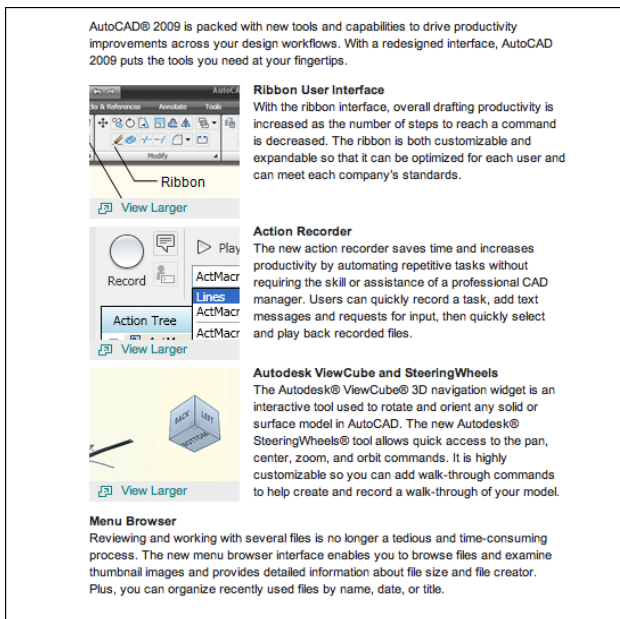 AutoCAD® 2009 is packed with new tools and capabilities to drive productivity
improvements across your design workflows. With a redesigned interface, AutoCAD
2009 puts the tools you need at your fingertips.
AutoCA
ks & References Annotate Tools
Modify
Ribbon
View Larger
Ribbon User Interface
With the ribbon interface, overall drafting productivity is
increased as the number of steps to reach a command
is decreased. The ribbon is both customizable and
expandable so that it can be optimized for each user and
can meet each company's standards.
Play
Record
ActMacr
Lines
ActMacr
Action Tree
ActMacr
View Larger
Action Recorder
The new action recorder saves time and increases
productivity by automating repetitive tasks without
requiring the skill or assistance of a professional CAD
manager. Users can quickly record a task, add text
messages and requests for input, then quickly select
and play back recorded files.
BACK LEFT
BOTTOM
View Larger
Autodesk ViewCube and SteeringWheels
The Autodesk® ViewCube® 3D navigation widget is an
interactive tool used to rotate and orient any solid or
surface model in AutoCAD. The new Autodesk®
SteeringWheels® tool allows quick access to the pan,
center, zoom, and orbit commands. It is highly
customizable so you can add walk-through commands
to help create and record a walk-through of your model.
Menu Browser
Reviewing and working with several files is no longer a tedious and time-consuming
process. The new menu browser interface enables you to browse files and examine
thumbnail images and provides detailed information about file size and file creator.
Plus, you can organize recently used files by name, date, or title.